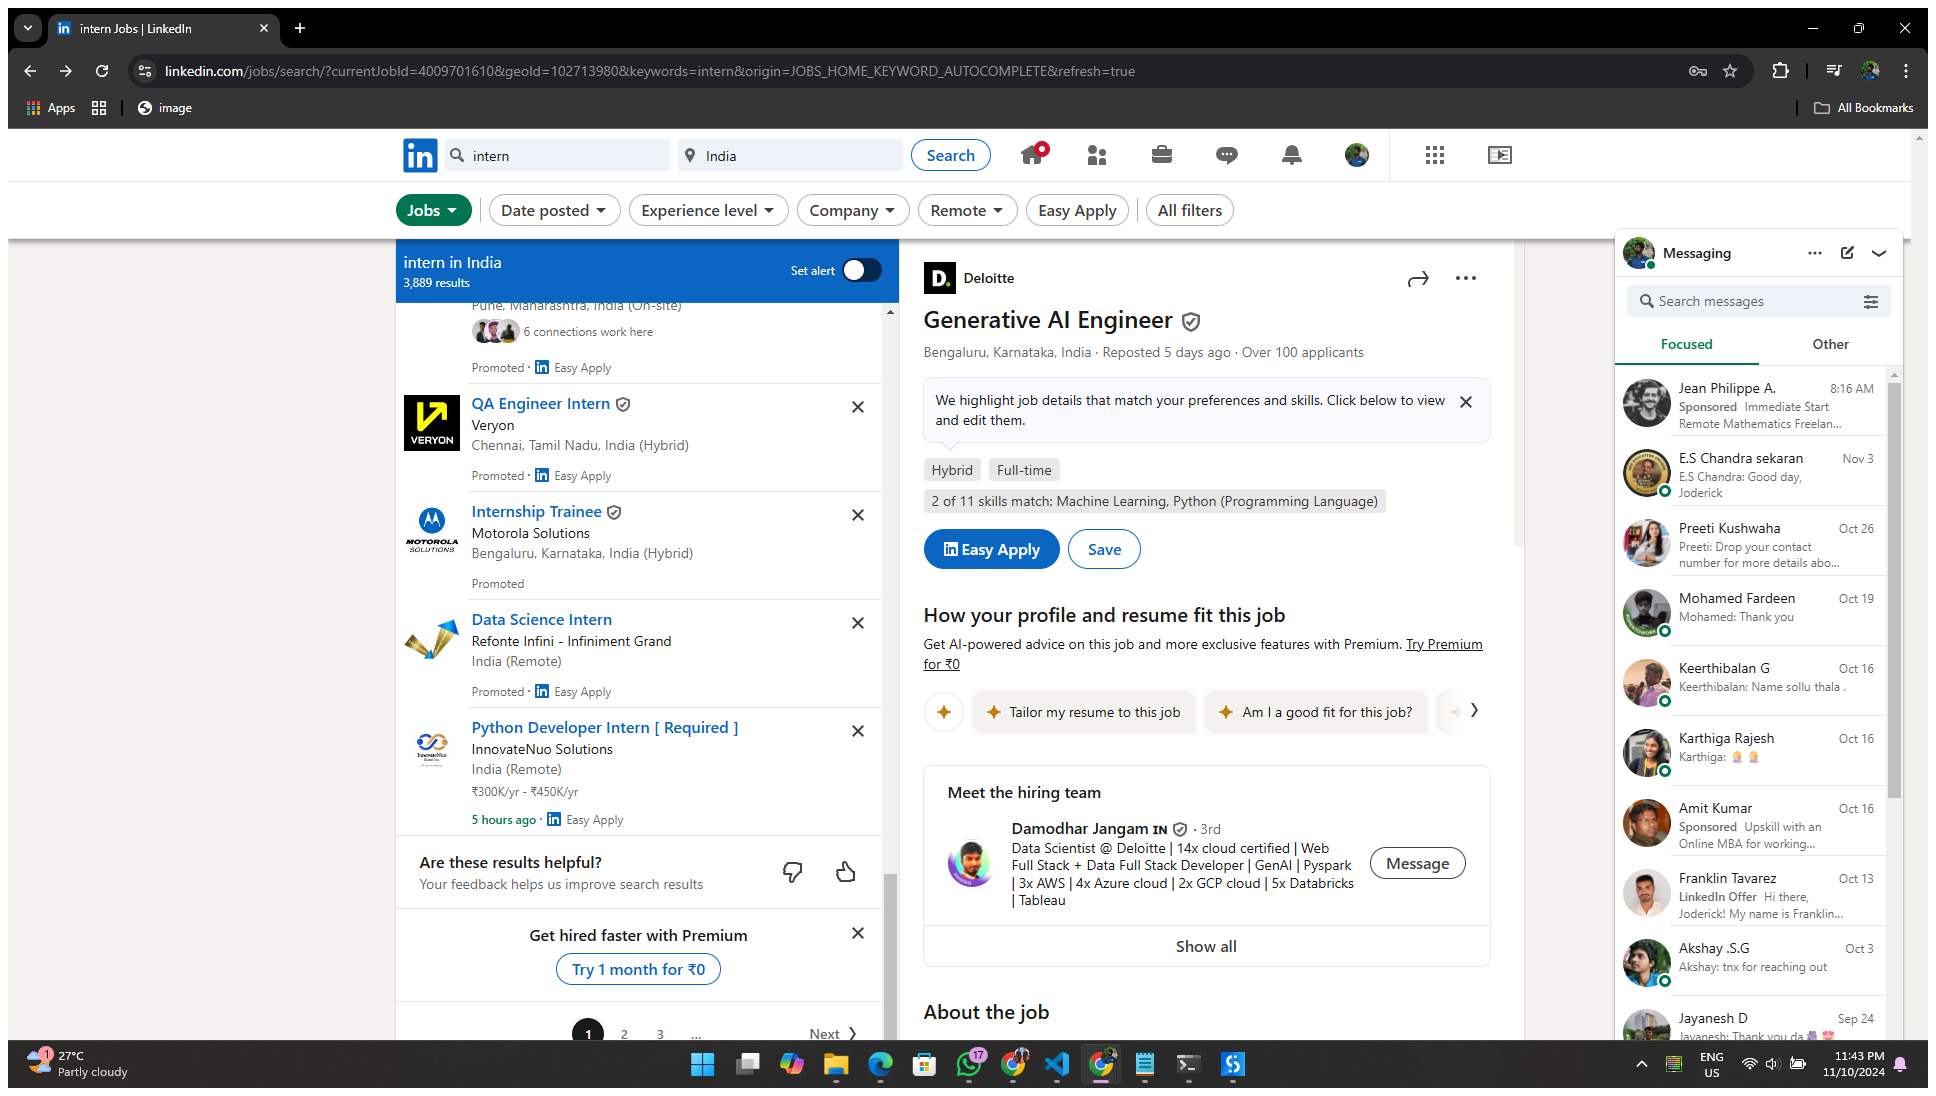 intern Jobs | LinkedIn
linkedin.com/jobs/search/?currentJobId=4009701610&geoId=102713980&keywords=intern&origin=JOBS_HOME_KEYWORD_AUTOCOMPLETE&refresh=true
Apps
image
All Bookmarks
in
intern
India
Search
Jobs
Date posted
Experience level
Company
Remote
Easy Apply
All filters
intern in India
3,889 results
Set alert
Pune, Maharashtra, India (On-site)
6 connections work here
Promoted · in Easy Apply
VERYON
QA Engineer Intern
Veryon
Chennai, Tamil Nadu, India (Hybrid)
Promoted · in Easy Apply
MOTOROLA
SOLUTIONS
Internship Trainee
Motorola Solutions
Bengaluru, Karnataka, India (Hybrid)
Promoted
Data Science Intern
Refonte Infini - Infiniment Grand
India (Remote)
Promoted · in Easy Apply
InnovateNuo
Solutions
Python Developer Intern [ Required ]
InnovateNuo Solutions
India (Remote)
₹300K/yr - ₹450K/yr
5 hours ago · in Easy Apply
Are these results helpful?
Your feedback helps us improve search results
Get hired faster with Premium
Try 1 month for ₹0
1 2 3 ... Next
D.
Deloitte
Generative AI Engineer
Bengaluru, Karnataka, India · Reposted 5 days ago · Over 100 applicants
We highlight job details that match your preferences and skills. Click below to view
and edit them.
Hybrid
Full-time
2 of 11 skills match: Machine Learning, Python (Programming Language)
in Easy Apply
Save
How your profile and resume fit this job
Get AI-powered advice on this job and more exclusive features with Premium. Try Premium
for ₹0
Tailor my resume to this job
Am I a good fit for this job?
Meet the hiring team
Damodhar Jangam IN · 3rd
Data Scientist @ Deloitte | 14x cloud certified | Web
Full Stack + Data Full Stack Developer | GenAI | Pyspark
| 3x AWS | 4x Azure cloud | 2x GCP cloud | 5x Databricks
| Tableau
Message
Show all
About the job
Messaging
Search messages
Focused
Other
Jean Philippe A. 8:16 AM
Sponsored Immediate Start
Remote Mathematics Freelan...
E.S Chandra sekaran Nov 3
E.S Chandra: Good day,
Joderick
Preeti Kushwaha Oct 26
Preeti: Drop your contact
number for more details abo...
Mohamed Fardeen Oct 19
Mohamed: Thank you
Keerthibalan G Oct 16
Keerthibalan: Name sollu thala .
Karthiga Rajesh Oct 16
Karthiga:
Amit Kumar Oct 16
Sponsored Upskill with an
Online MBA for working...
Franklin Tavarez Oct 13
LinkedIn Offer Hi there,
Joderick! My name is Franklin...
Akshay .S.G Oct 3
Akshay: tnx for reaching out
Jayanesh D Sep 24
Jayanesh: Thank you da
1
27°C
Partly cloudy
17
ENG
US
11:43 PM
11/10/2024